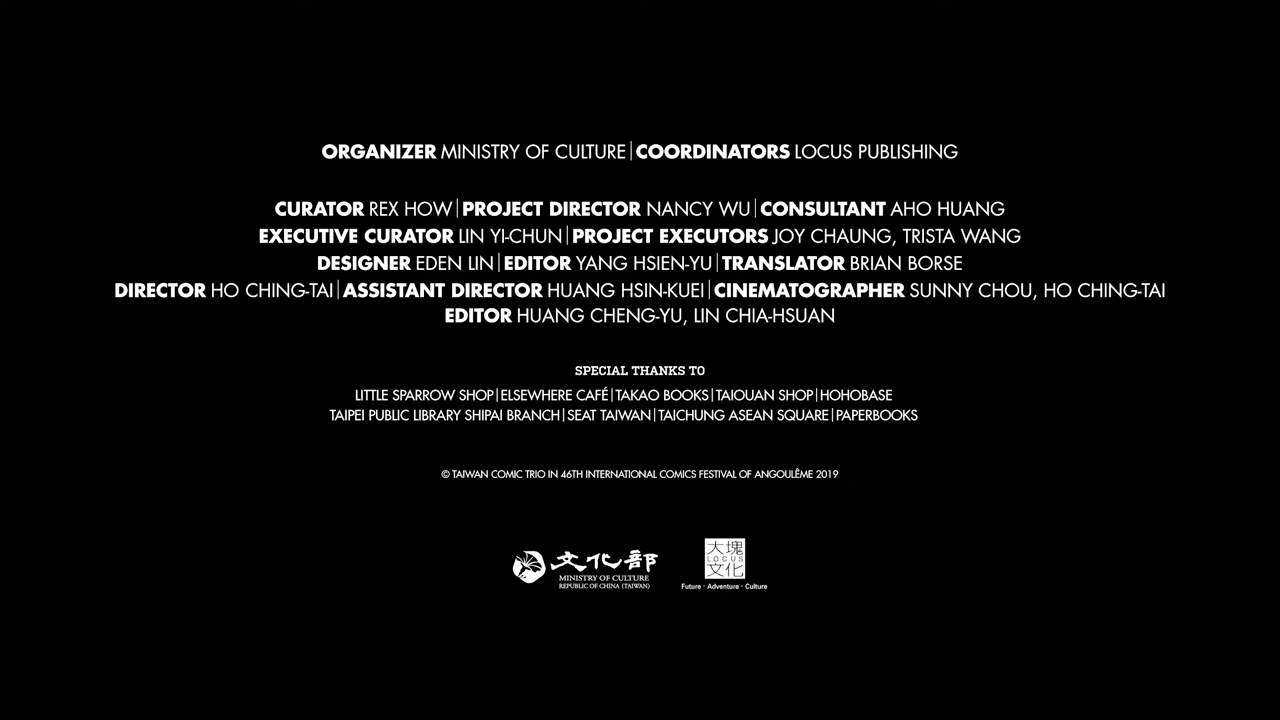 ORGANIZER MINISTRY OF CULTURE|COORDINATORS LOCUS PUBLISHING
CURATOR REX HOW|PROJECT DIRECTOR NANCY WU|CONSULTANT AHO HUANG
EXECUTIVE CURATOR LIN YI-CHUN|PROJECT EXECUTORS JOY CHAUNG, TRISTA WANG
DESIGNER EDEN LIN|EDITOR YANG HSIEN-YU|TRANSLATOR BRIAN BORSE
DIRECTOR HO CHING-TAI|ASSISTANT DIRECTOR HUANG HSIN-KUEI|CINEMATOGRAPHER SUNNY CHOU, HO CHING-TAI
EDITOR HUANG CHENG-YU, LIN CHIA-HSUAN
SPECIAL THANKS TO
LITTLE SPARROW SHOP|ELSEWHERE CAFÉ|TAKAO BOOKS|TAIOUAN SHOP|HOHOBASE
TAIPEI PUBLIC LIBRARY SHIPAI BRANCH|SEAT TAIWAN|TAICHUNG ASEAN SQUARE|PAPERBOOKS
© TAIWAN COMIC TRIO IN 46TH INTERNATIONAL COMICS FESTIVAL OF ANGOULÊME 2019
文化部
MINISTRY OF CULTURE
REPUBLIC OF CHINA (TAIWAN)
大塊
LOCUS
文化
Future · Adventure · Culture